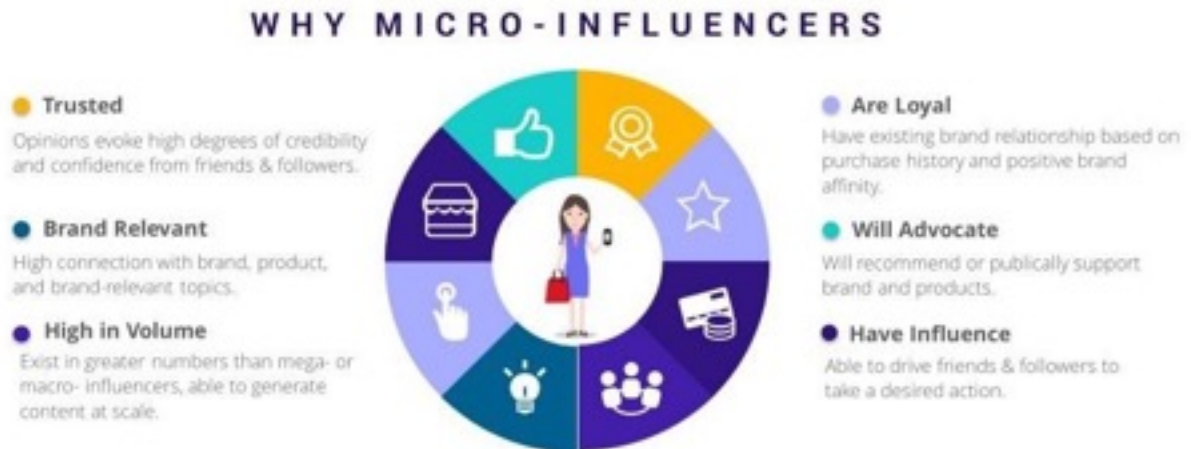 WHY MICRO-INFLUENCERS
Trusted
Opinions evoke high degrees of credibility
and confidence from friends & followers.
Brand Relevant
High connection with brand, product,
and brand-relevant topics.
High in Volume
Exist in greater numbers than mega- or
macro- influencers, able to generate
content at scale.
Are Loyal
Have existing brand relationship based on
purchase history and positive brand
affinity.
Will Advocate
Will recommend or publically support
brand and products.
Have Influence
Able to drive friends & followers to
take a desired action.